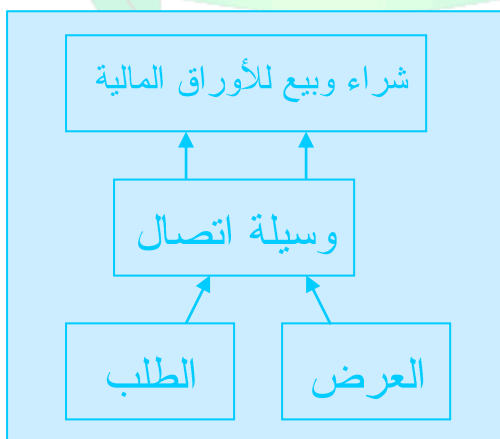 شراء وبيع للأوراق المالية
وسيلة اتصال
العرض
الطلب